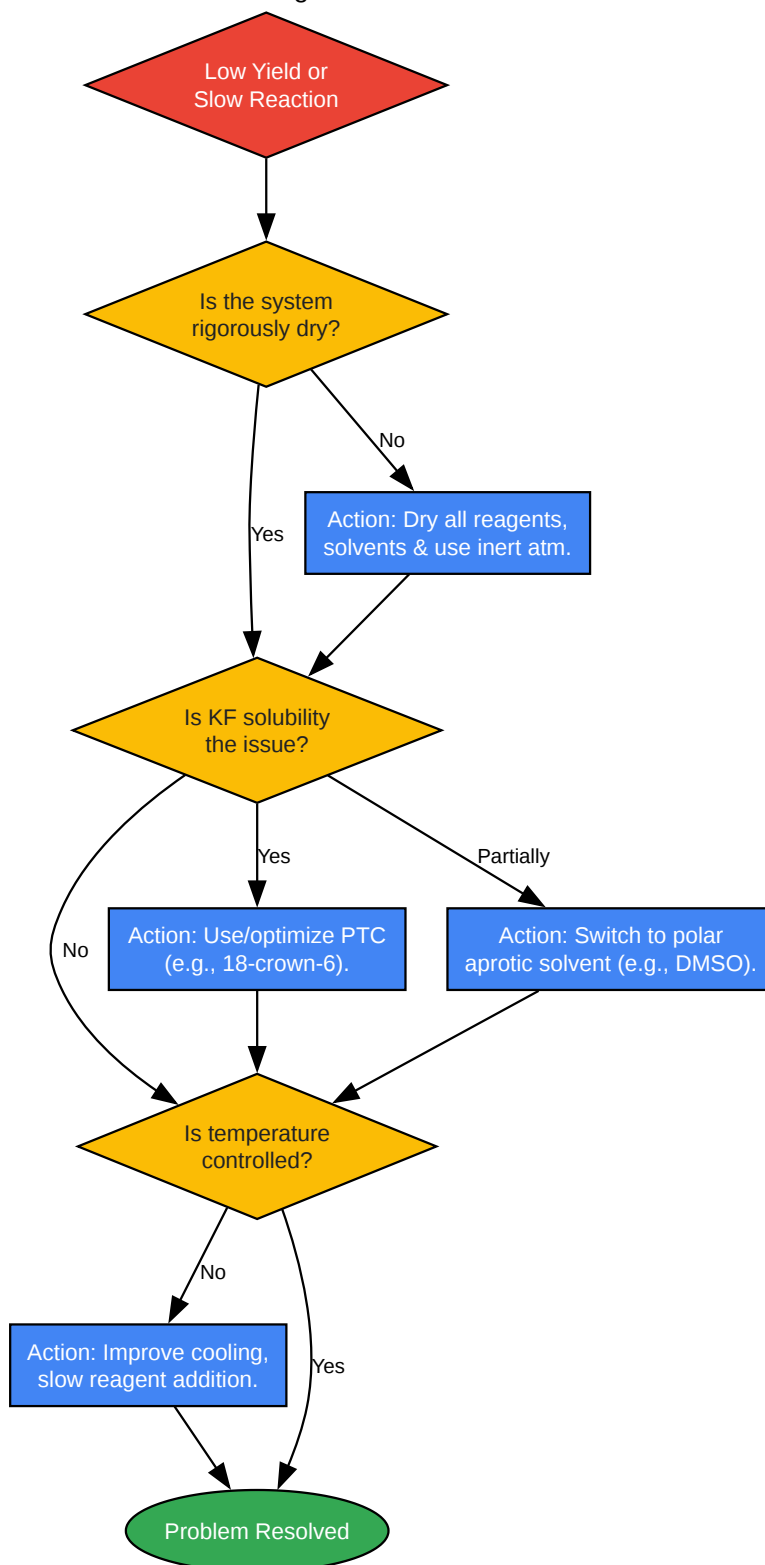 Low Yield or
Slow Reaction
Is the system
rigorously dry?
No
Action: Dry all reagents,
solvents & use inert atm.
Yes
Is KF solubility
the issue?
Yes
Partially
No
Action: Use/optimize PTC
(e.g., 18-crown-6).
Action: Switch to polar
aprotic solvent (e.g., DMSO).
Is temperature
controlled?
No
Yes
Action: Improve cooling,
slow reagent addition.
Problem Resolved